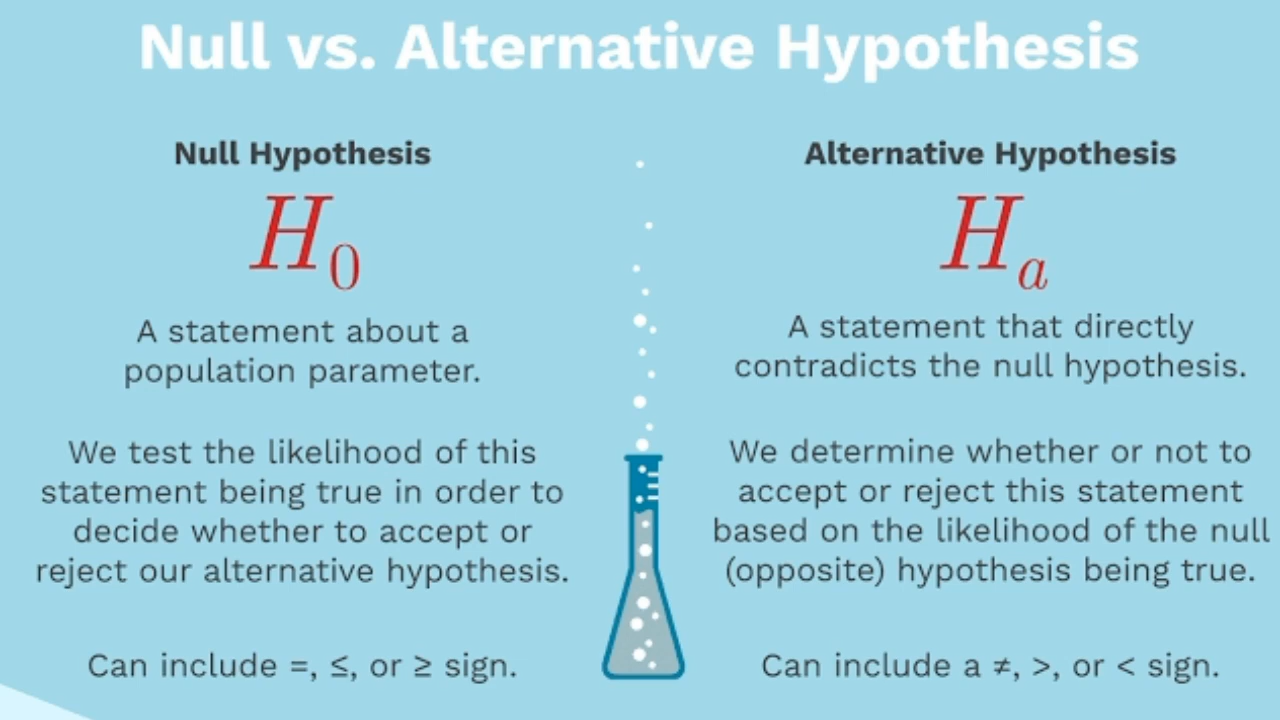 Null vs. Alternative Hypothesis
Null Hypothesis
H₀
A statement about a
population parameter.
We test the likelihood of this
statement being true in order to
decide whether to accept or
reject our alternative hypothesis.
Can include =, ≤, or ≥ sign.
Alternative Hypothesis
Hₐ
A statement that directly
contradicts the null hypothesis.
We determine whether or not to
accept or reject this statement
based on the likelihood of the null
(opposite) hypothesis being true.
Can include a ≠, >, or < sign.